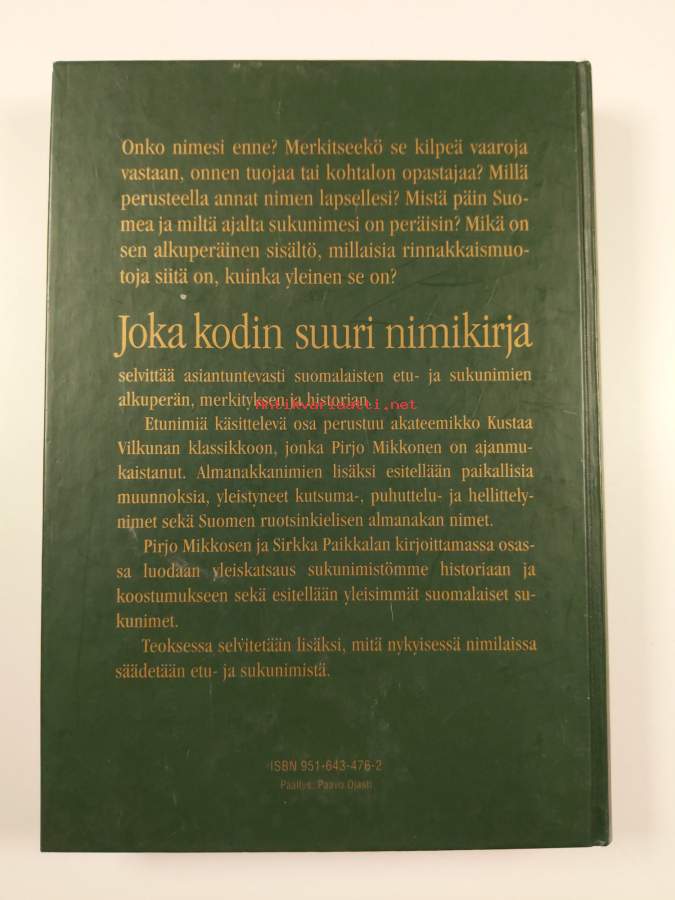 Onko nimesi enne? Merkitseekö se kilpeä vaaroja
vastaan, onnen tuojaa tai kohtalon opastajaa? Millä
perusteella annat nimen lapsellesi? Mistä päin Suo-
mea ja miltä ajalta sukunimesi on peräisin? Mikä on
sen alkuperäinen sisältö, millaisia rinnakkaismuo-
toja siitä on, kuinka yleinen se on?
Joka kodin suuri nimikirja
selvittää asiantuntevasti suomalaisten etu- ja sukunimien
alkuperän, merkityksen ja historian.
Antikvariaatti.net
Etunimiä käsittelevä osa perustuu akateemikko Kustaa
Vilkunan klassikkoon, jonka Pirjo Mikkonen on ajanmu-
kaistanut. Almanakkanimien lisäksi esitellään paikallisia
muunnoksia, yleistyneet kutsuma-, puhuttelu- ja hellittely-
nimet sekä Suomen ruotsinkielisen almanakan nimet.
Pirjo Mikkosen ja Sirkka Paikkalan kirjoittamassa osas-
sa luodaan yleiskatsaus sukunimistömme historiaan ja
koostumukseen sekä esitellään yleisimmät suomalaiset su-
kunimet.
Teoksessa selvitetään lisäksi, mitä nykyisessä nimilaissa
säädetään etu- ja sukunimistä.
ISBN 951-643-476-2
Päällys: Paavo Ojasti